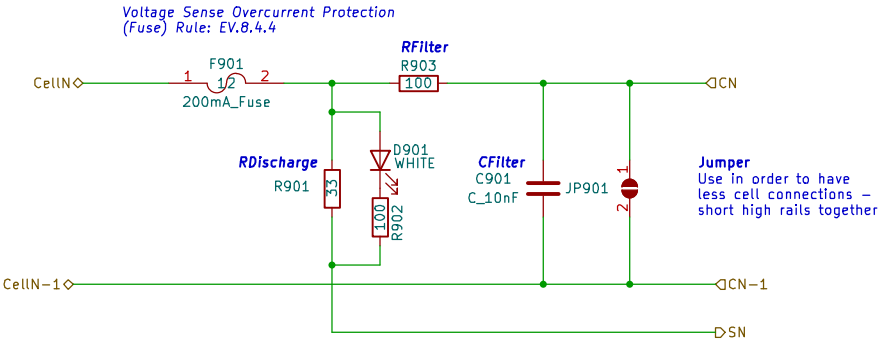 Voltage Sense Overcurrent Protection
(Fuse) Rule: EV.8.4.4
RFilter
F901
R903
CellN
1
12
2
100
CN
200mA_Fuse
RDischarge
D901
WHITE
CFilter
Jumper
R901
33
C901
C_10nF
JP901
1
2
Use in order to have
less cell connections –
short high rails together
100
R902
CellN-1
CN-1
SN